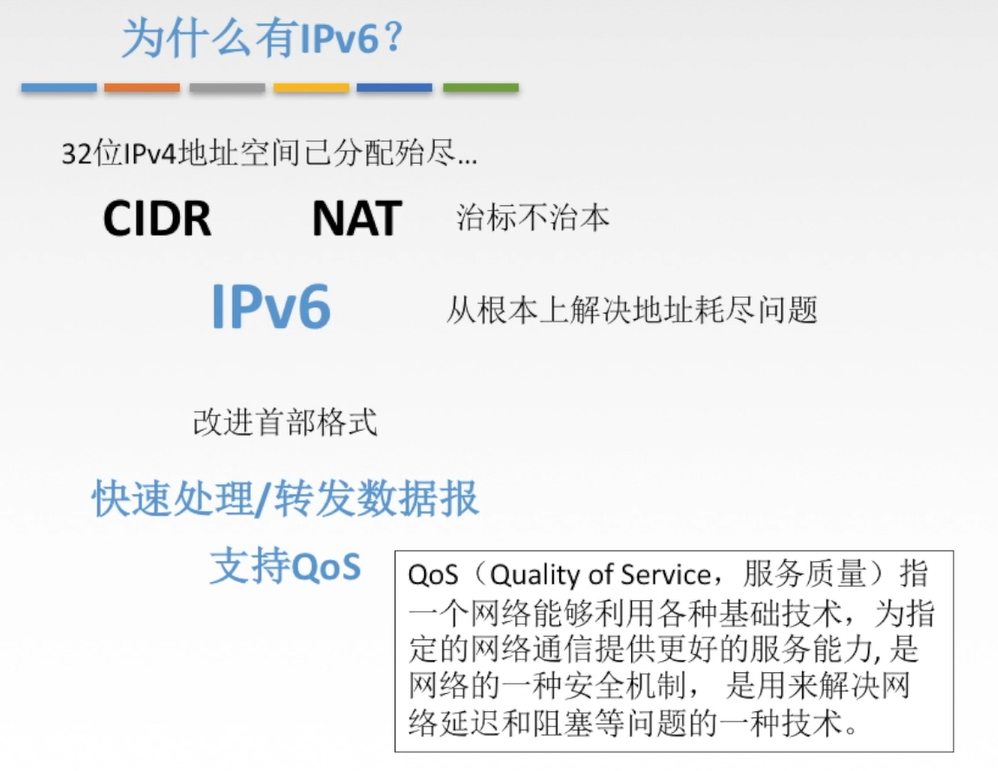 为什么有IPv6？
32位IPv4地址空间已分配殆尽...
CIDR NAT 治标不治本
IPv6 从根本上解决地址耗尽问题
改进首部格式
快速处理/转发数据报
支持QoS
QoS（Quality of Service，服务质量）指
一个网络能够利用各种基础技术，为指
定的网络通信提供更好的服务能力, 是
网络的一种安全机制， 是用来解决网
络延迟和阻塞等问题的一种技术。